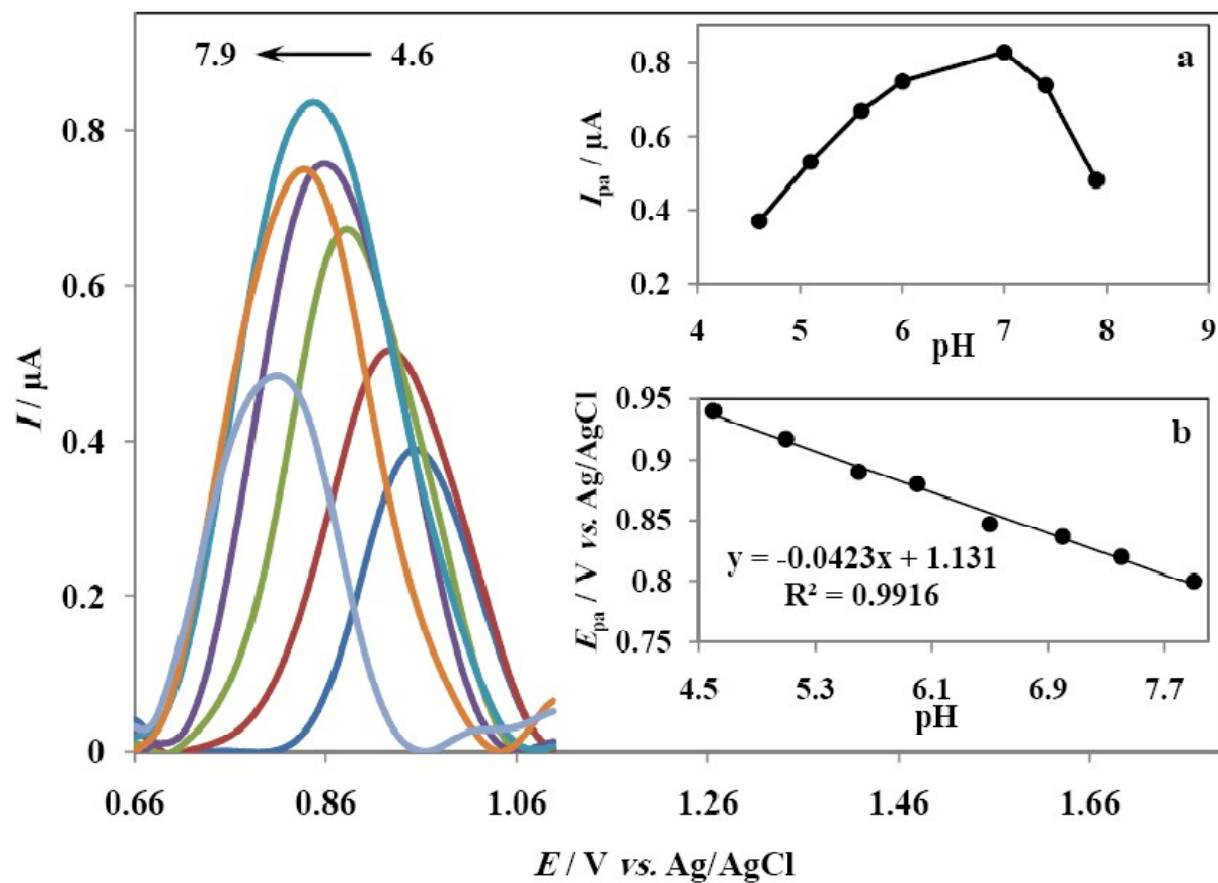 7.9 4.6
I / µA
0.8
0.6
0.4
0.2
0
0.66 0.86 1.06 1.26 1.46 1.66
E / V vs. Ag/AgCl
a
Ipa / µA
0.8
0.6
0.4
0.2
4 5 6 7 8 9
pH
b
Epa / V vs. Ag/AgCl
0.95
0.9
0.85
0.8
0.75
y = -0.0423x + 1.131
R² = 0.9916
4.5 5.3 6.1 6.9 7.7
pH